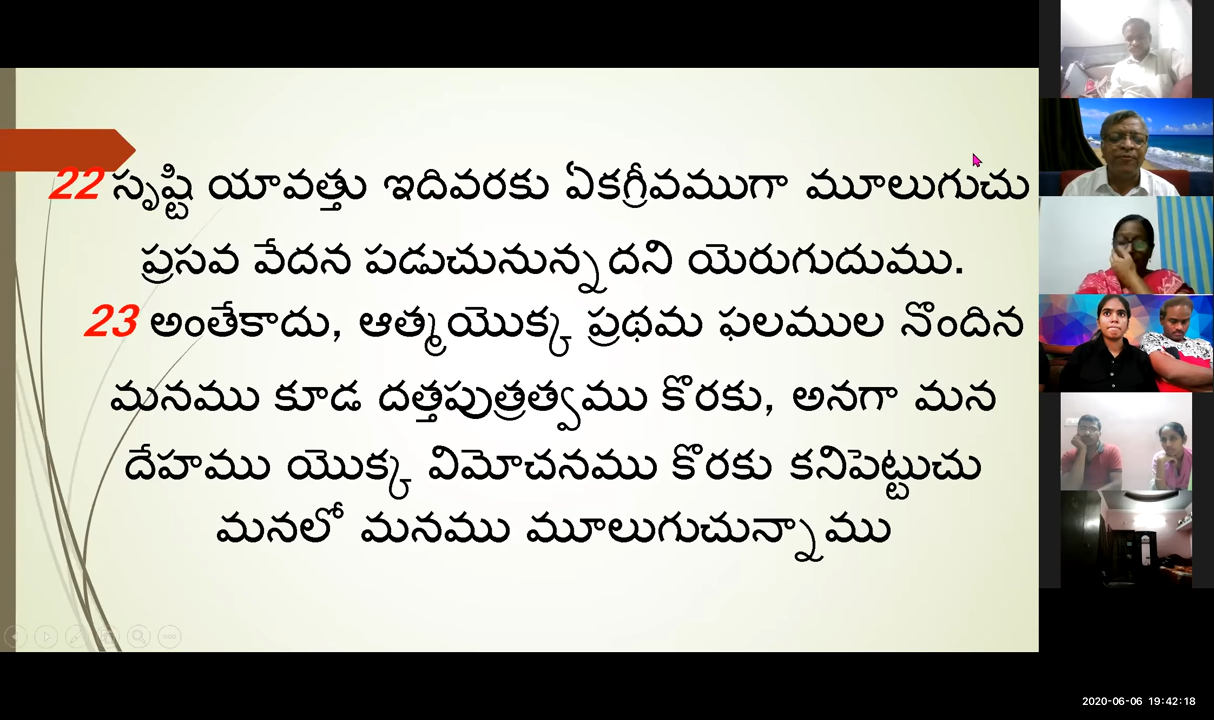 22 సృష్టి యావత్తు ఇదివరకు ఏకగ్రీవముగా మూలుగుచు
ప్రసవ వేదన పడుచునున్నదని యెరుగుదుము.
23 అంతేకాదు, ఆత్మయొక్క ప్రథమ ఫలముల నొందిన
మనము కూడ దత్తపుత్రత్వము కొరకు, అనగా మన
దేహము యొక్క విమోచనము కొరకు కనిపెట్టుచు
మనలో మనము మూలుగుచున్నాము
2020-06-06 19:42:18